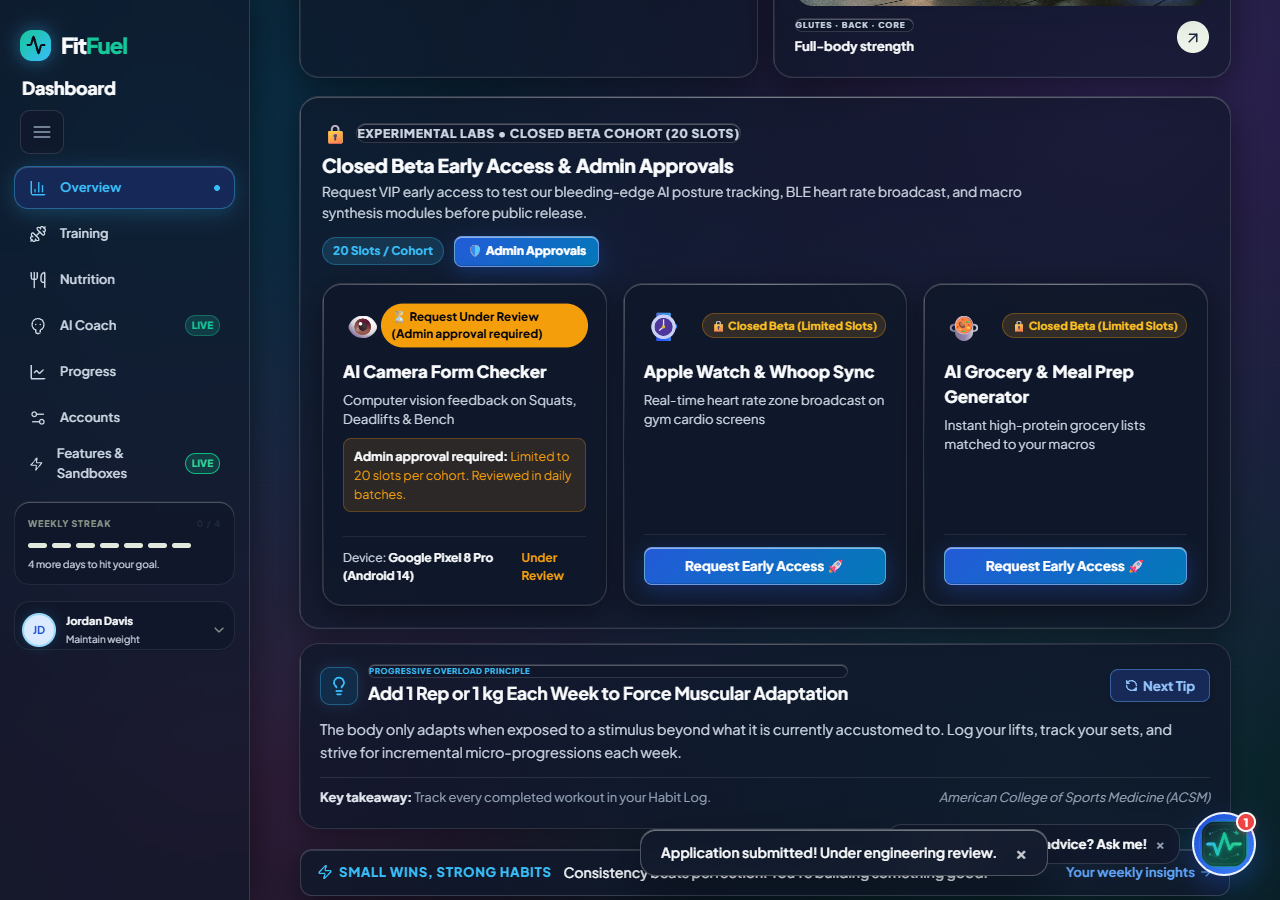 FitFuel
Dashboard
Overview
Training
Nutrition
AI Coach
LIVE
Progress
Accounts
Features &
Sandboxes
LIVE
WEEKLY STREAK
0 / 4
4 more days to hit your goal.
JD
Jordan Davis
Maintain weight
GLUTES · BACK · CORE
Full-body strength
EXPERIMENTAL LABS ● CLOSED BETA COHORT (20 SLOTS)
Closed Beta Early Access & Admin Approvals
Request VIP early access to test our bleeding-edge AI posture tracking, BLE heart rate broadcast, and macro
synthesis modules before public release.
20 Slots / Cohort
Admin Approvals
Request Under Review
(Admin approval required)
AI Camera Form Checker
Computer vision feedback on Squats,
Deadlifts & Bench
Admin approval required: Limited to
20 slots per cohort. Reviewed in daily
batches.
Device: Google Pixel 8 Pro
(Android 14)
Under
Review
Closed Beta (Limited Slots)
Apple Watch & Whoop Sync
Real-time heart rate zone broadcast on
gym cardio screens
Request Early Access 🚀
Closed Beta (Limited Slots)
AI Grocery & Meal Prep
Generator
Instant high-protein grocery lists
matched to your macros
Request Early Access 🚀
PROGRESSIVE OVERLOAD PRINCIPLE
Add 1 Rep or 1 kg Each Week to Force Muscular Adaptation
Next Tip
The body only adapts when exposed to a stimulus beyond what it is currently accustomed to. Log your lifts, track your sets, and
strive for incremental micro-progressions each week.
Key takeaway: Track every completed workout in your Habit Log.
American College of Sports Medicine (ACSM)
advice? Ask me! ×
1
Application submitted! Under engineering review. ×
SMALL WINS, STRONG HABITS
Consistency beats perfection. You're building something good.
Your weekly insights →